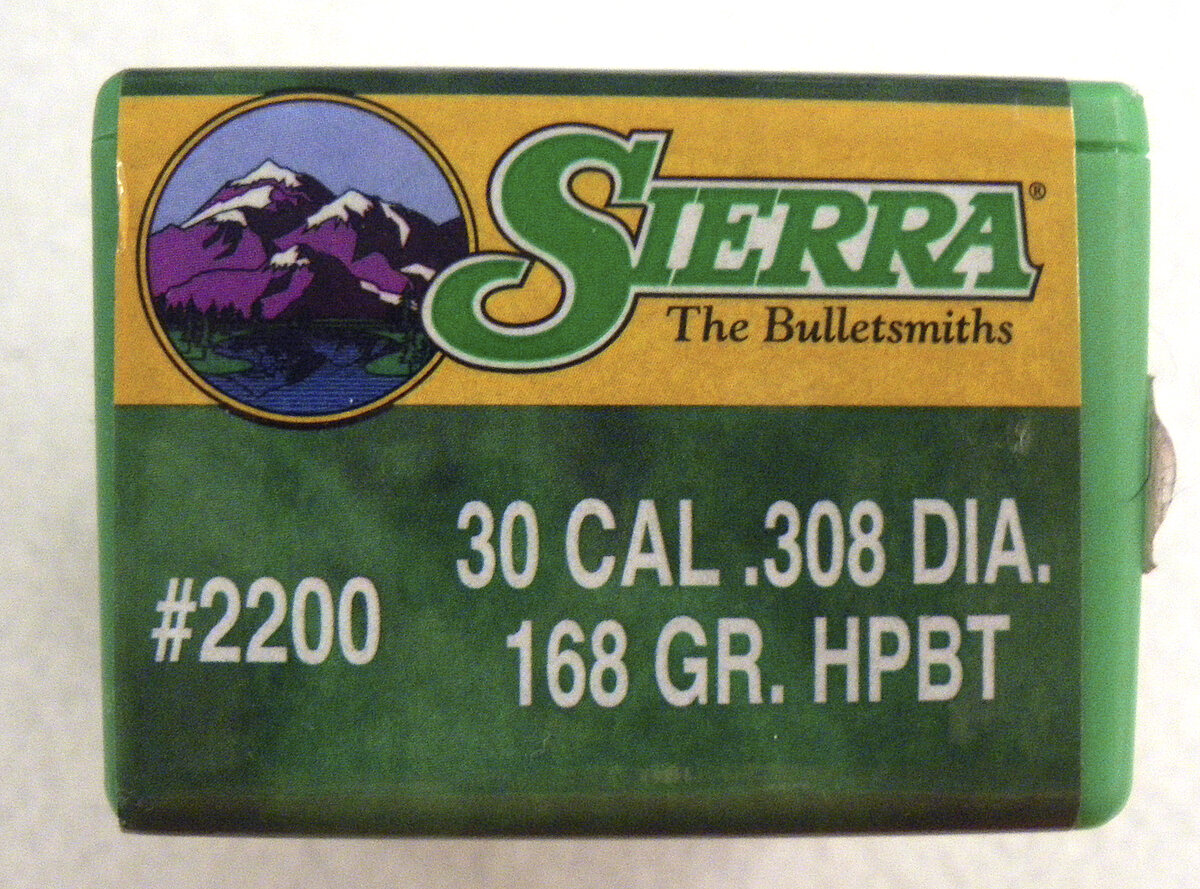 SIERRA®
The Bulletsmiths
30 CAL .308 DIA.
#2200
168 GR. HPBT